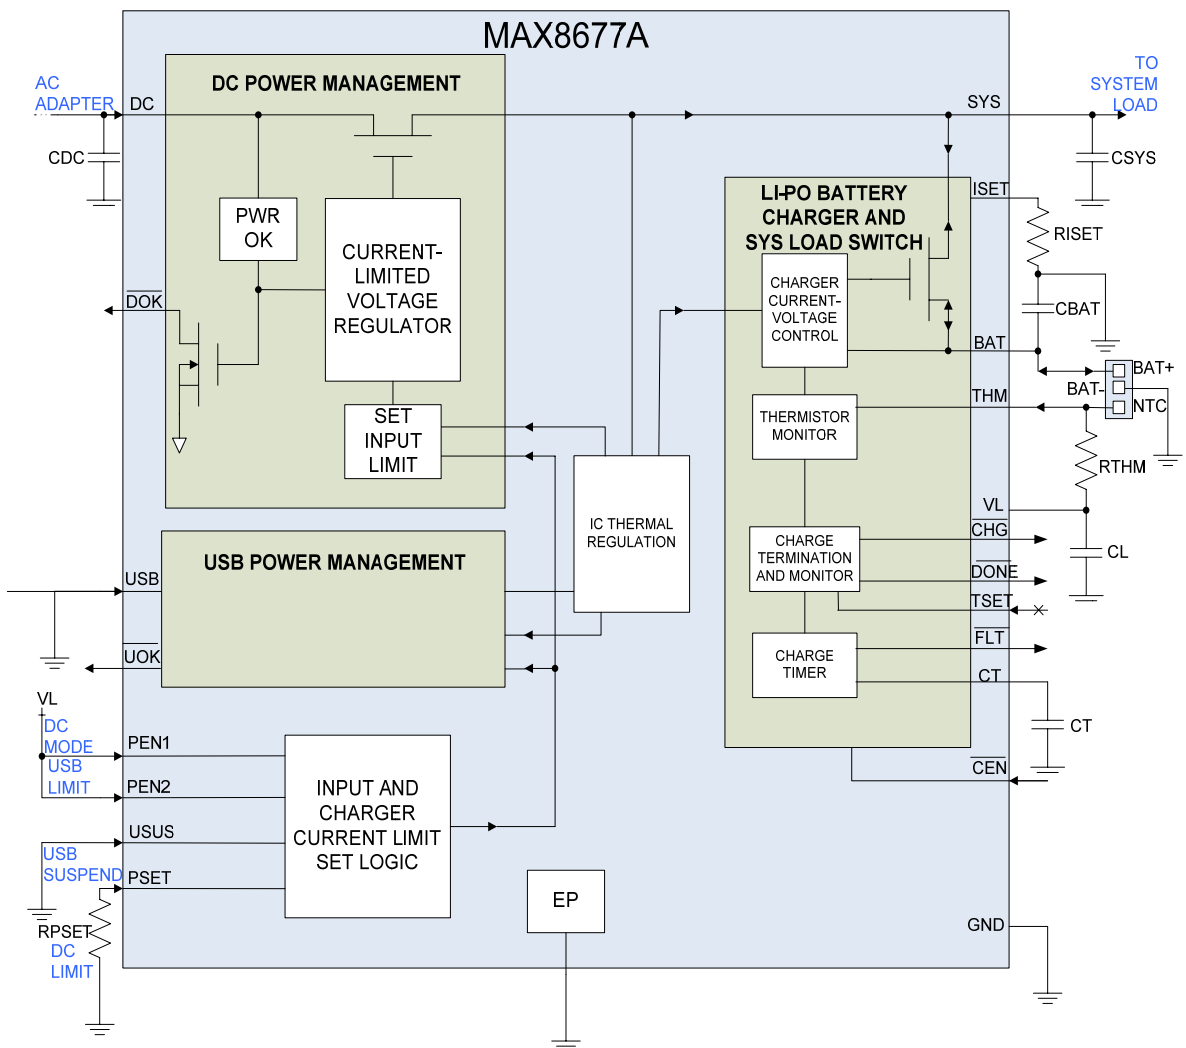 MAX8677A
DC POWER MANAGEMENT
AC
ADAPTER
DC
SYS
TO
SYSTEM
LOAD
CDC
CSYS
PWR
OK
CURRENT-
LIMITED
VOLTAGE
REGULATOR
DOK
SET
INPUT
LIMIT
LI-PO BATTERY
CHARGER AND
SYS LOAD SWITCH
ISET
RISET
CHARGER
CURRENT-
VOLTAGE
CONTROL
CBAT
BAT
BAT+
BAT-
NTC
THM
THERMISTOR
MONITOR
RTHM
VL
IC THERMAL
REGULATION
CHARGE
TERMINATION
AND MONITOR
CHG
CL
DONE
TSET
FLT
CHARGE
TIMER
CT
CT
CEN
USB POWER MANAGEMENT
USB
UOK
VL
DC
MODE
PEN1
USB
LIMIT
PEN2
USUS
USB
SUSPEND
PSET
RPSET
DC
LIMIT
INPUT AND
CHARGER
CURRENT LIMIT
SET LOGIC
EP
GND